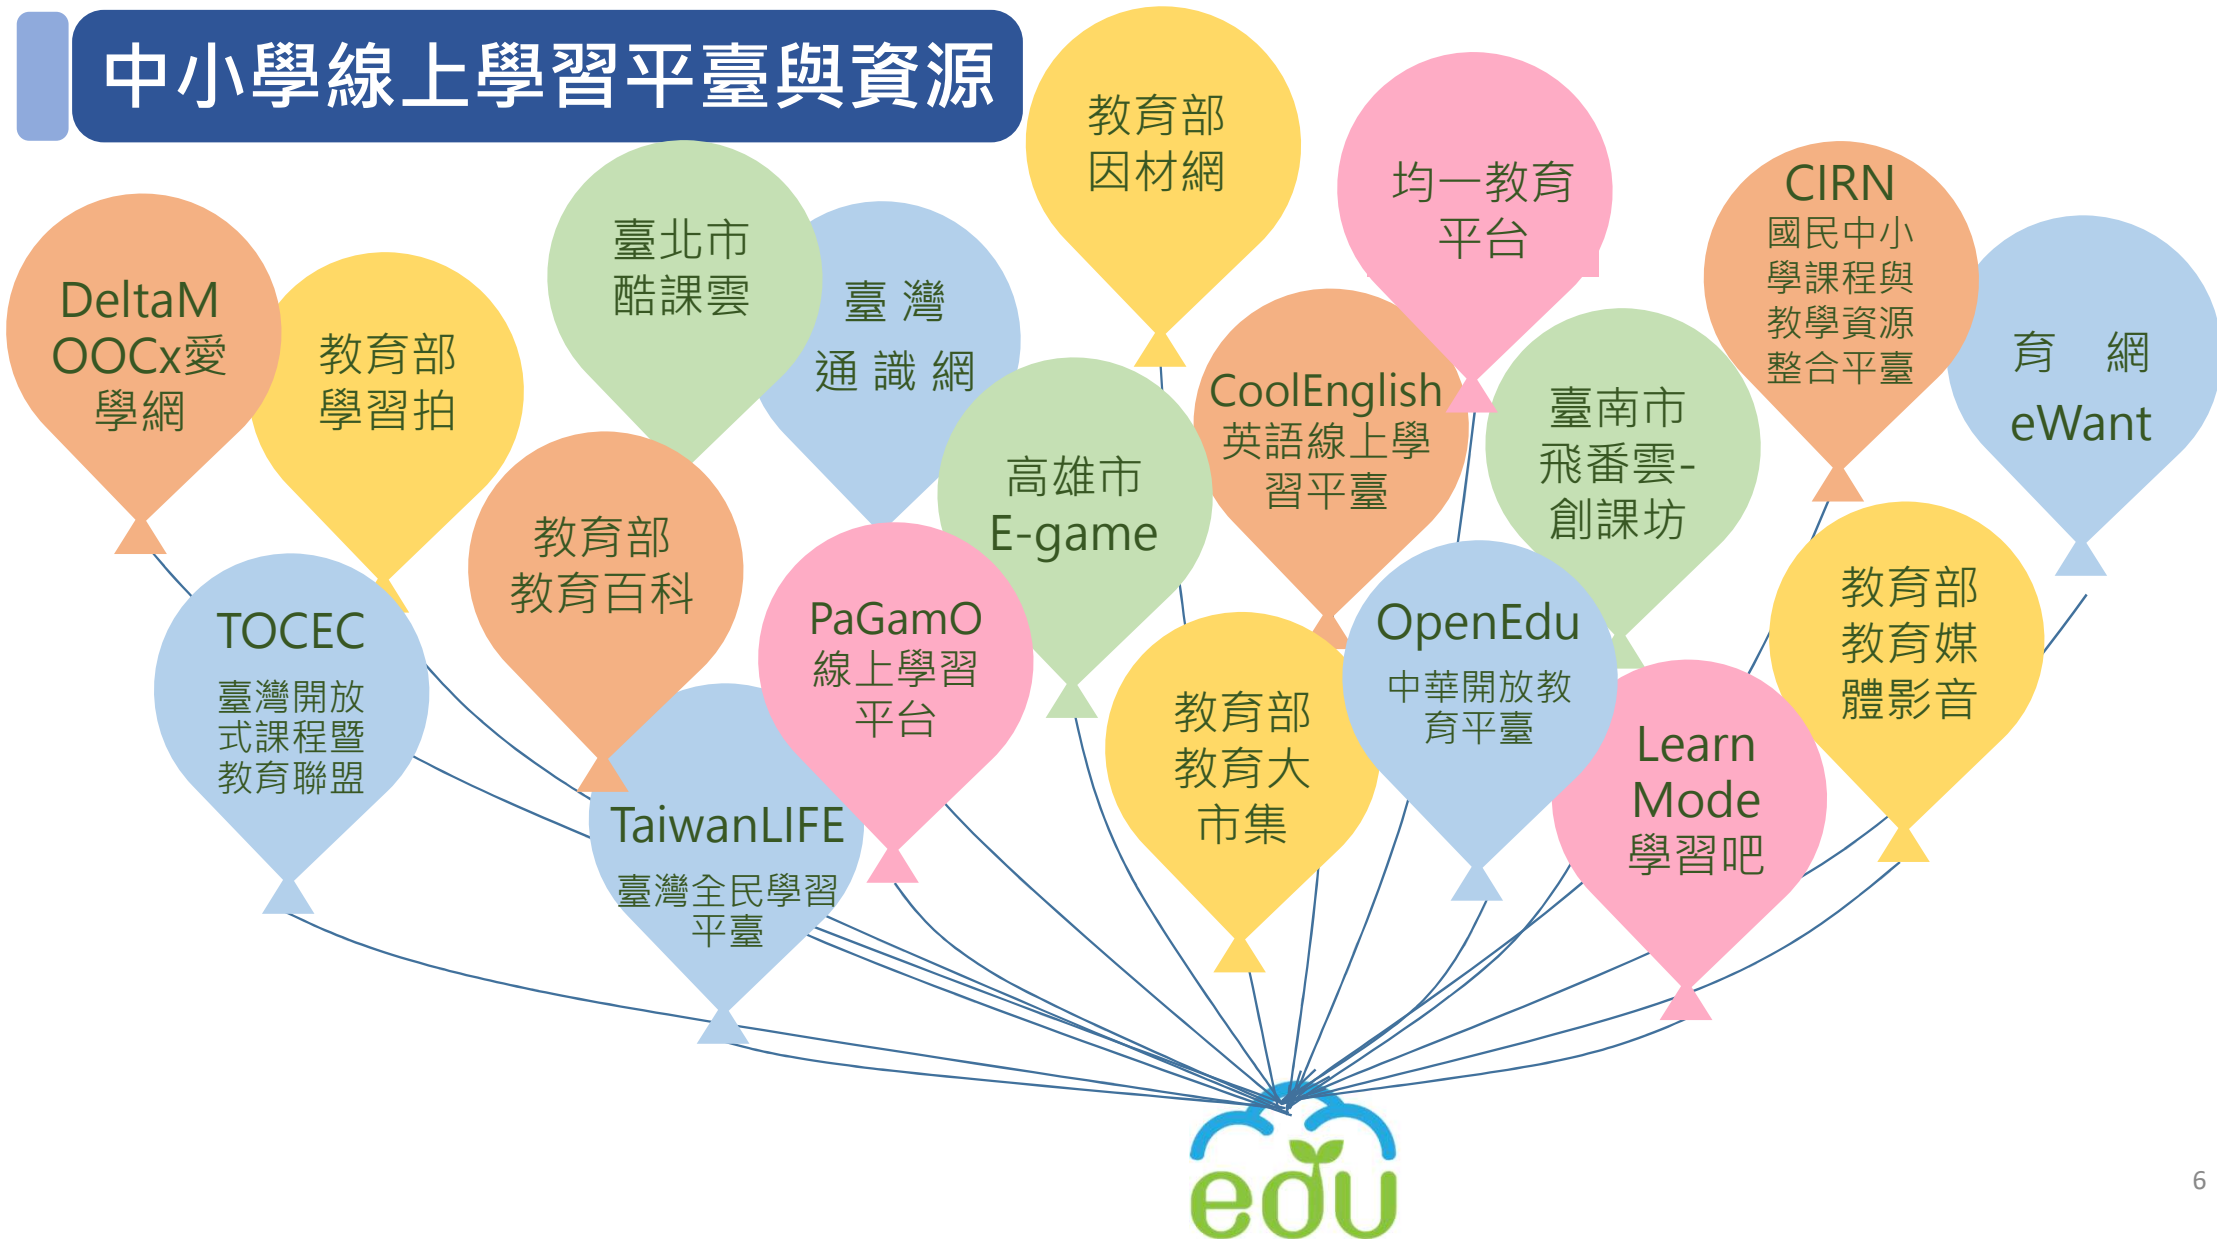 中小學線上學習平臺與資源
教育部
因材網
均一教育
平台
CIRN
國民中小
學課程與
教學資源
整合平臺
臺北市
酷課雲
DeltaM
OOCx愛
學網
教育部
學習拍
臺 灣
通 識 網
育 網
eWant
CoolEnglish
英語線上學
習平臺
臺南市
飛番雲-
創課坊
高雄市
E-game
教育部
教育百科
TOCEC
臺灣開放
式課程暨
教育聯盟
PaGamO
線上學習
平台
OpenEdu
中華開放教
育平臺
教育部
教育媒
體影音
教育部
教育大
市集
Learn
Mode
學習吧
TaiwanLIFE
臺灣全民學習
平臺
edu
6